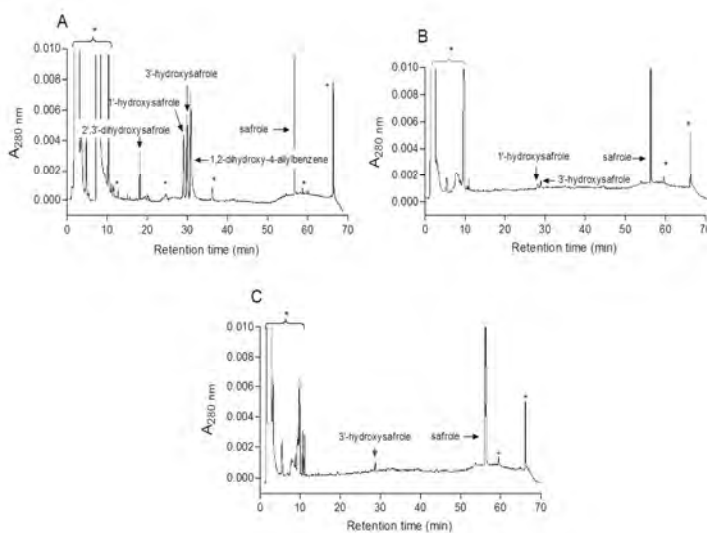 A
*
3'-hydroxysafrole
1'-hydroxysafrole
2',3'-dihydroxysafrole
safrole
1,2-dihydroxy-4-allylbenzene
*
*
*
*
*
0.010
0.008
0.006
0.004
0.002
0.000
A280 nm
0 10 20 30 40 50 60 70
Retention time (min)
B
*
1'-hydroxysafrole
safrole
3'-hydroxysafrole
*
*
0.010
0.008
0.006
0.004
0.002
0.000
A280 nm
0 10 20 30 40 50 60 70
Retention time (min)
C
*
3'-hydroxysafrole
safrole
*
*
0.010
0.008
0.006
0.004
0.002
0.000
A280 nm
0 10 20 30 40 50 60 70
Retention time (min)